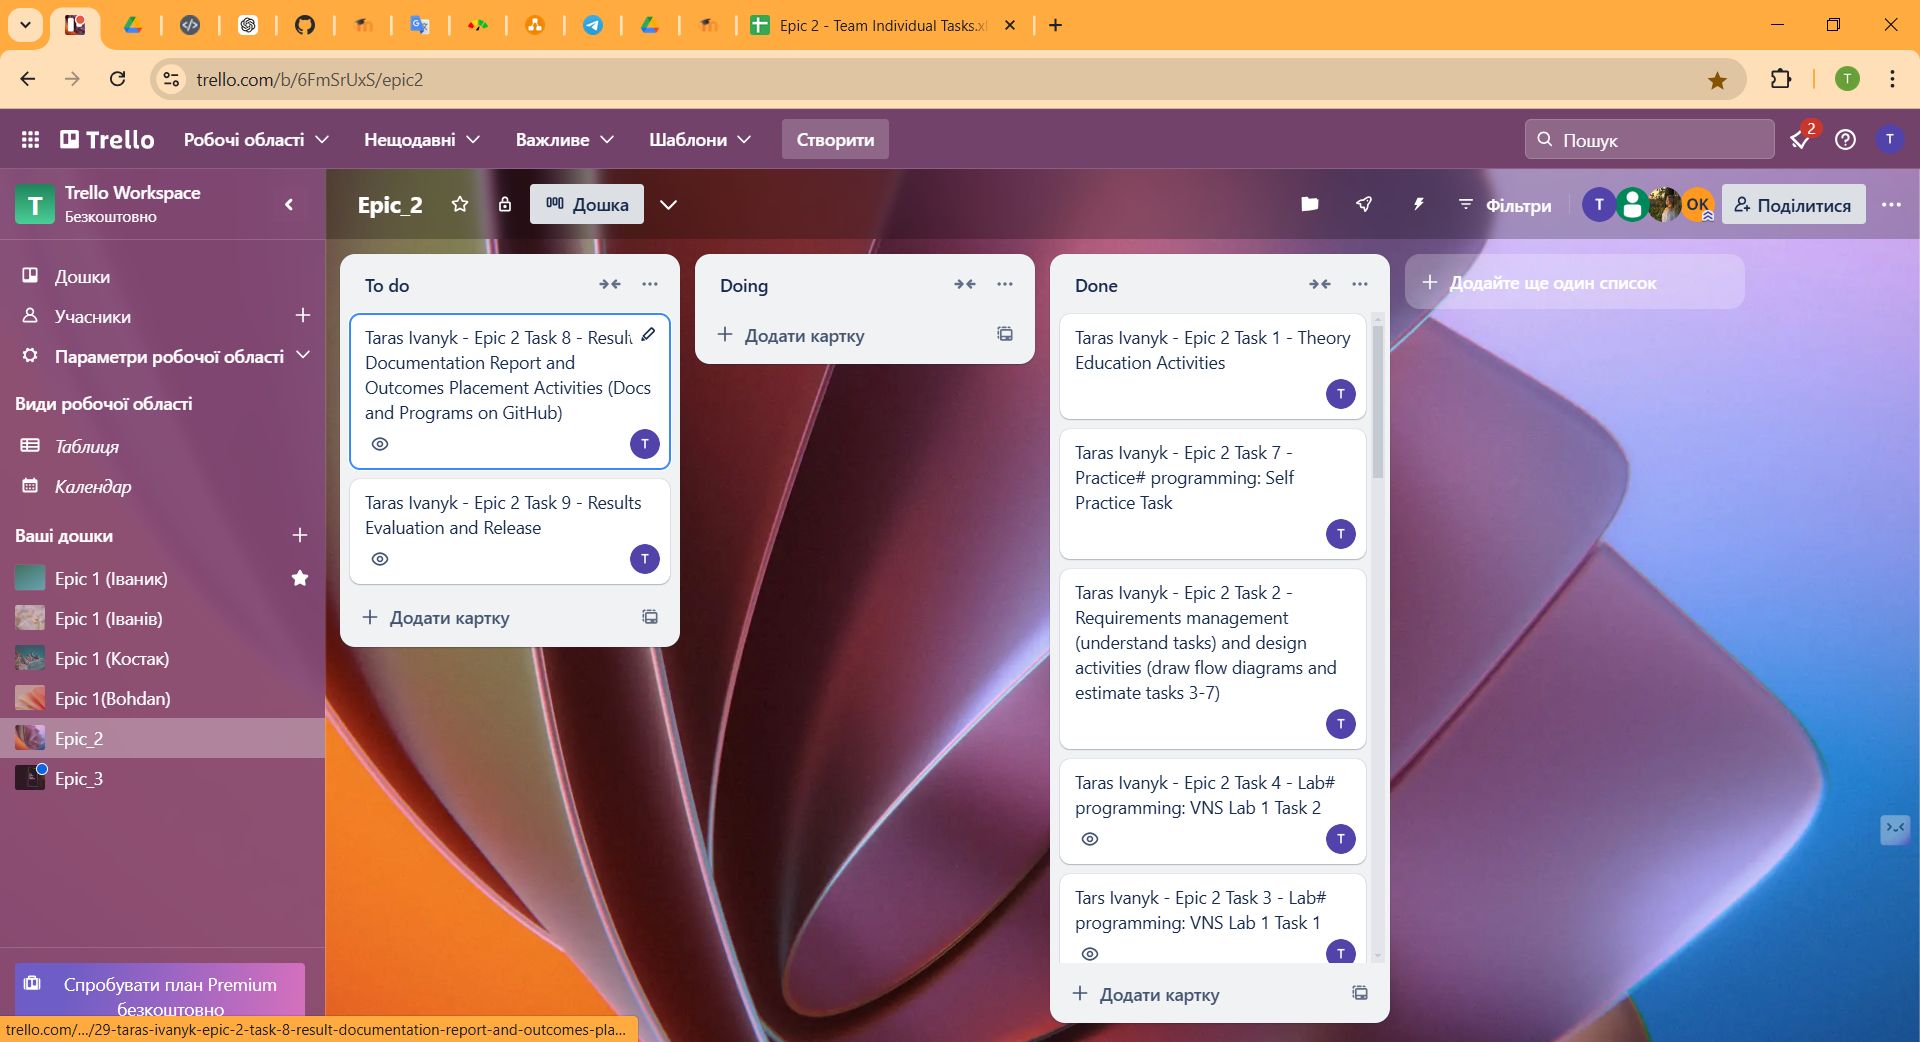 Epic 2 - Team Individual Tasks.xl
trello.com/b/6FmSrUxS/epic2
T
Trello
Робочі області
Нещодавні
Важливе
Шаблони
Створити
Пошук
2
T
T
Trello Workspace
Безкоштовно
Epic_2
Дошка
Фільтри
T
OK
Поділитися
Дошки
Учасники
Параметри робочої області
Види робочої області
Таблиця
Календар
Ваші дошки
Epic 1 (Іваник)
Epic 1 (Іванів)
Epic 1 (Костак)
Epic 1(Bohdan)
Epic_2
Epic_3
Спробувати план Premium
безкоштовно
trello.com/.../29-taras-ivanyk-epic-2-task-8-result-documentation-report-and-outcomes-pla...
To do
Taras Ivanyk - Epic 2 Task 8 - Result
Documentation Report and
Outcomes Placement Activities (Docs
and Programs on GitHub)
T
Taras Ivanyk - Epic 2 Task 9 - Results
Evaluation and Release
T
Додати картку
Doing
Додати картку
Done
Taras Ivanyk - Epic 2 Task 1 - Theory
Education Activities
T
Taras Ivanyk - Epic 2 Task 7 -
Practice# programming: Self
Practice Task
T
Taras Ivanyk - Epic 2 Task 2 -
Requirements management
(understand tasks) and design
activities (draw flow diagrams and
estimate tasks 3-7)
T
Taras Ivanyk - Epic 2 Task 4 - Lab#
programming: VNS Lab 1 Task 2
T
Tars Ivanyk - Epic 2 Task 3 - Lab#
programming: VNS Lab 1 Task 1
T
Додати картку
Додайте ще один список